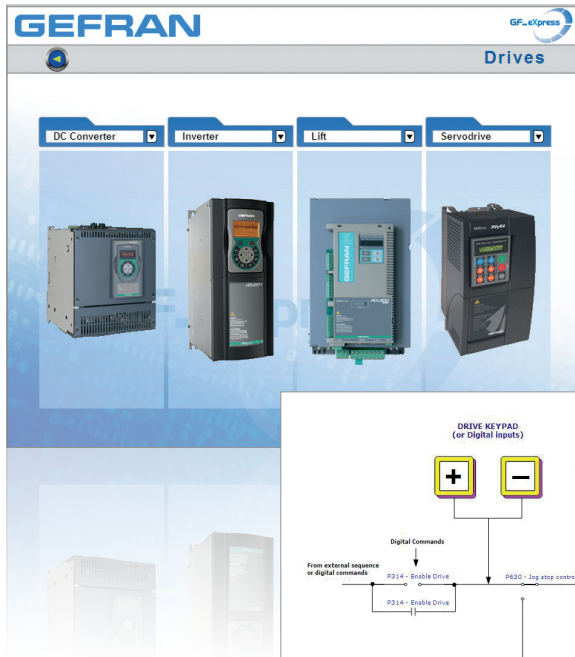 GEFRAN
GF_eXpress
Drives
DC Converter
Inverter
Lift
Servodrive
GEFRAN
GEFRAN
DRIVE KEYPAD
(or Digital inputs)
+
−
Digital Commands
From external sequence
or digital commands
P314 - Enable Drive
P630 - Jog stop contro
P314 - Enable Drive